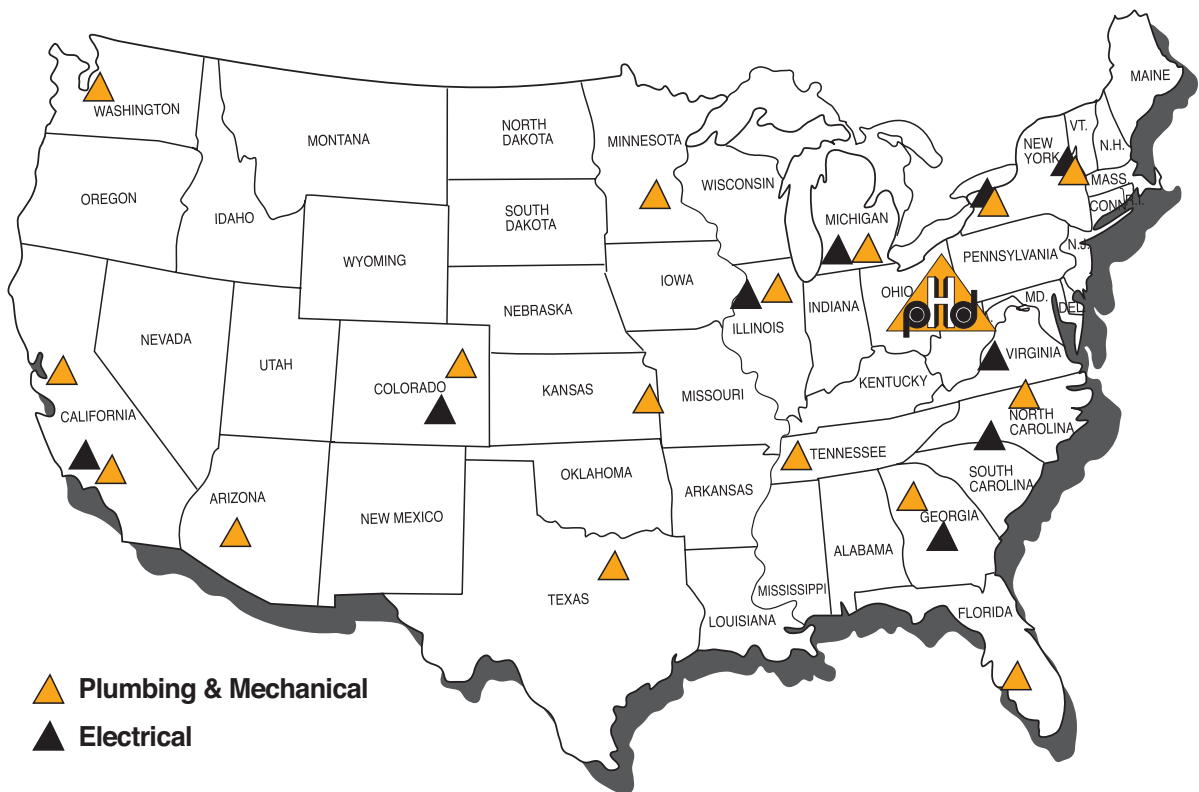 MAINE
WASHINGTON
MONTANA
NORTH
DAKOTA
MINNESOTA
VT.
NEW
YORK
N.H.
WISCONSIN
MASS.
OREGON
IDAHO
SOUTH
DAKOTA
MICHIGAN
CONN.
R.I.
WYOMING
PENNSYLVANIA
N.J.
IOWA
OHIO
NEBRASKA
INDIANA
ILLINOIS
pHd
MD.
DEL.
NEVADA
UTAH
COLORADO
KANSAS
MISSOURI
KENTUCKY
VIRGINIA
CALIFORNIA
NORTH
CAROLINA
TENNESSEE
OKLAHOMA
SOUTH
CAROLINA
ARIZONA
ARKANSAS
NEW MEXICO
GEORGIA
ALABAMA
MISSISSIPPI
TEXAS
LOUISIANA
FLORIDA
Plumbing & Mechanical
Electrical